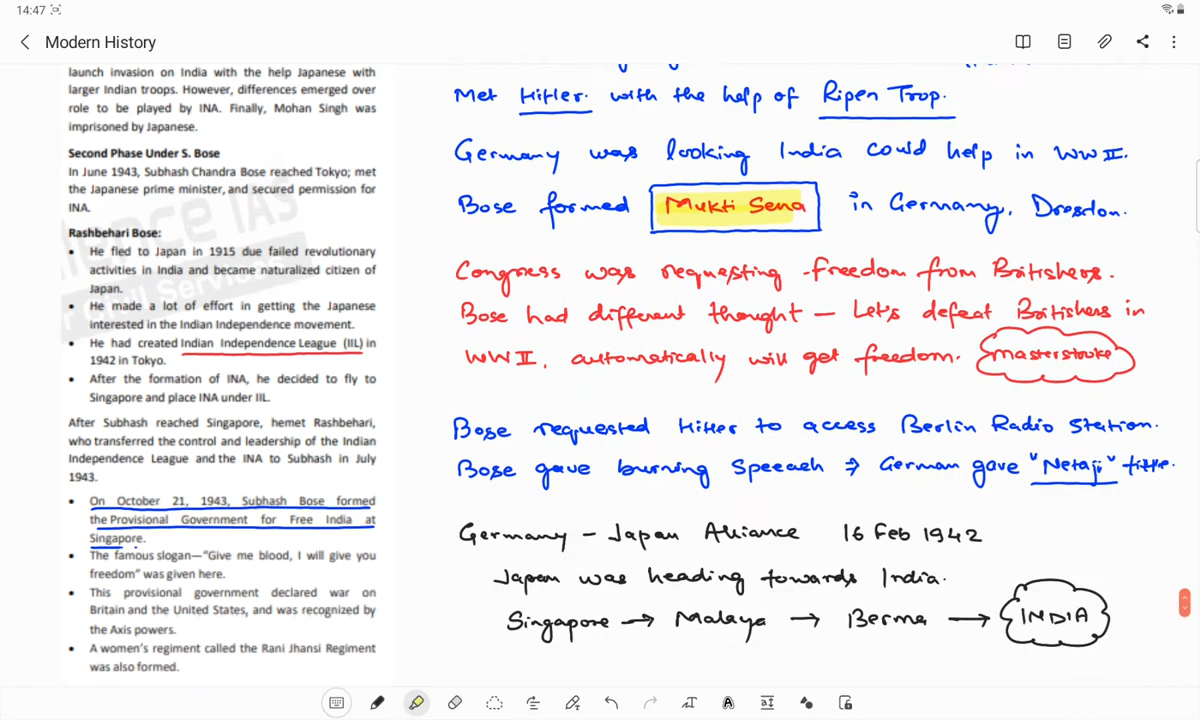 14:47
Modern History
launch invasion on India with the help Japanese with
larger Indian troops. However, differences emerged over
role to be played by INA. Finally, Mohan Singh was
imprisoned by Japanese.
Second Phase Under S. Bose
In June 1943, Subhash Chandra Bose reached Tokyo; met
the Japanese prime minister, and secured permission for
INA.
Rashbehari Bose:
• He fled to Japan in 1915 due failed revolutionary
activities in India and became naturalized citizen of
Japan.
• He made a lot of effort in getting the Japanese
interested in the Indian Independence movement.
• He had created Indian Independence League (IIL) in
1942 in Tokyo.
• After the formation of INA, he decided to fly to
Singapore and place INA under IIL.
After Subhash reached Singapore, hemet Rashbehari,
who transferred the control and leadership of the Indian
Independence League and the INA to Subhash in July
1943.
• On October 21, 1943, Subhash Bose formed
the Provisional Government for Free India at
Singapore.
• The famous slogan—"Give me blood, I will give you
freedom" was given here.
• This provisional government declared war on
Britain and the United States, and was recognized by
the Axis powers.
• A women's regiment called the Rani Jhansi Regiment
was also formed.
Met Hitler. with the help of Ripen Trop.
Germany was looking India could help in WW II.
Bose formed Mukti Sena in Germany, Dresdon.
Congress was requesting freedom from Britishers.
Bose had different thought – Let's defeat Britishers in
WW II, automatically will get freedom. masterstroke
Bose requested Hitler to access Berlin Radio Station.
Bose gave burning Speeach ⇒ German gave "Netaji" title.
Germany – Japan Alliance 16 Feb 1942
Japan was heading towards India.
Singapore → Malaya → Berma → INDIA